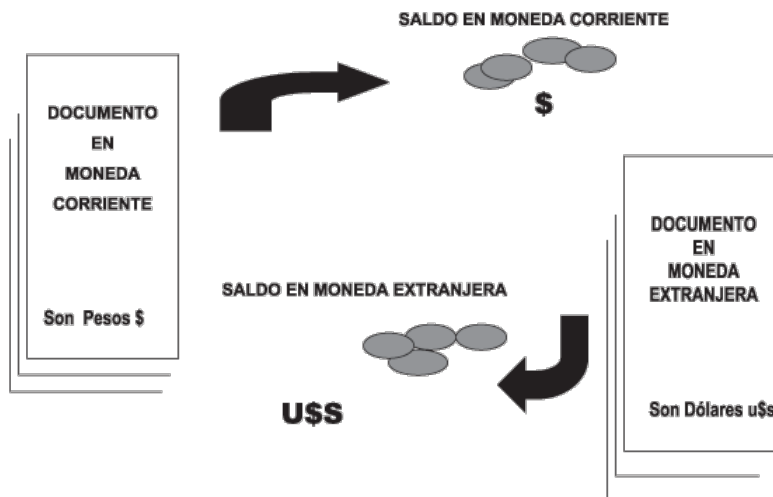 SALDO EN MONEDA CORRIENTE
$
DOCUMENTO
EN
MONEDA
CORRIENTE
Son Pesos $
DOCUMENTO
EN
MONEDA
EXTRANJERA
Son Dólares u$s
SALDO EN MONEDA EXTRANJERA
U$S